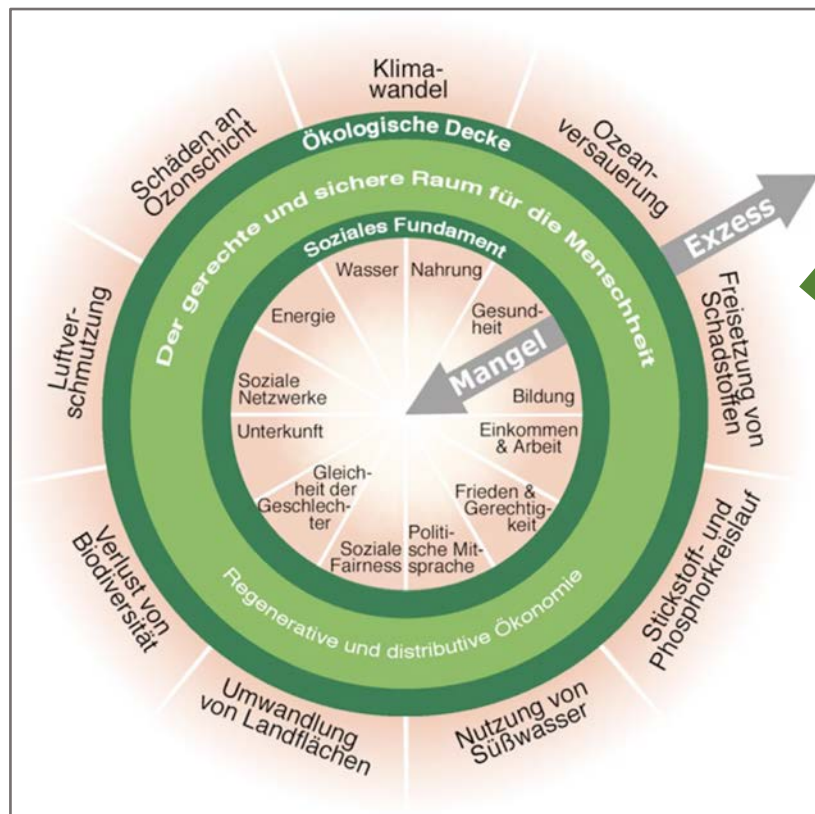 Klima-
wandel
Ozean-
versauerung
Freisetzung von
Schadstoffen
Stickstoff- und
Phosphorkreislauf
Nutzung von
Süßwasser
Umwandlung
von Landflächen
Verlust von
Biodiversität
Luftver-
schmutzung
Schäden an
Ozonschicht
Ökologische Decke
Der gerechte und sichere Raum für die Menschheit
Soziales Fundament
Exzess
Mangel
Wasser
Nahrung
Gesund-
heit
Bildung
Einkommen
& Arbeit
Frieden &
Gerechtig-
keit
Politi-
sche Mit-
sprache
Soziale
Fairness
Gleich-
heit der
Geschlech-
ter
Unterkunft
Soziale
Netzwerke
Energie
Regenerative und distributive Ökonomie